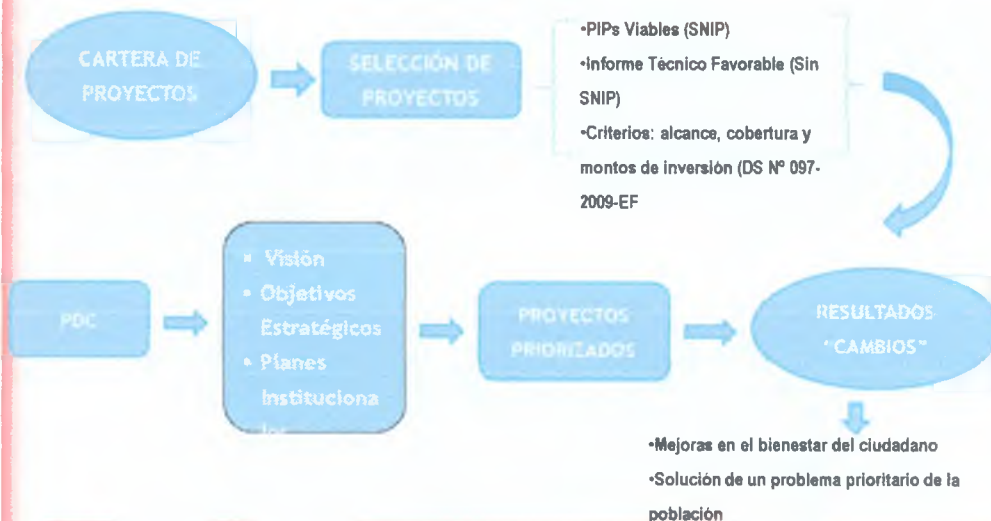 CARTERA DE
PROYECTOS
SELECCIÓN DE
PROYECTOS
•PIPs Viables (SNIP)
•Informe Técnico Favorable (Sin
SNIP)
•Criterios: alcance, cobertura y
montos de inversión (DS Nº 097-
2009-EF
PDC
• Visión
• Objetivos
Estratégicos
• Planes
Instituciona
les
PROYECTOS
PRIORIZADOS
RESULTADOS
"CAMBIOS"
•Mejoras en el bienestar del ciudadano
•Solución de un problema prioritario de la
población